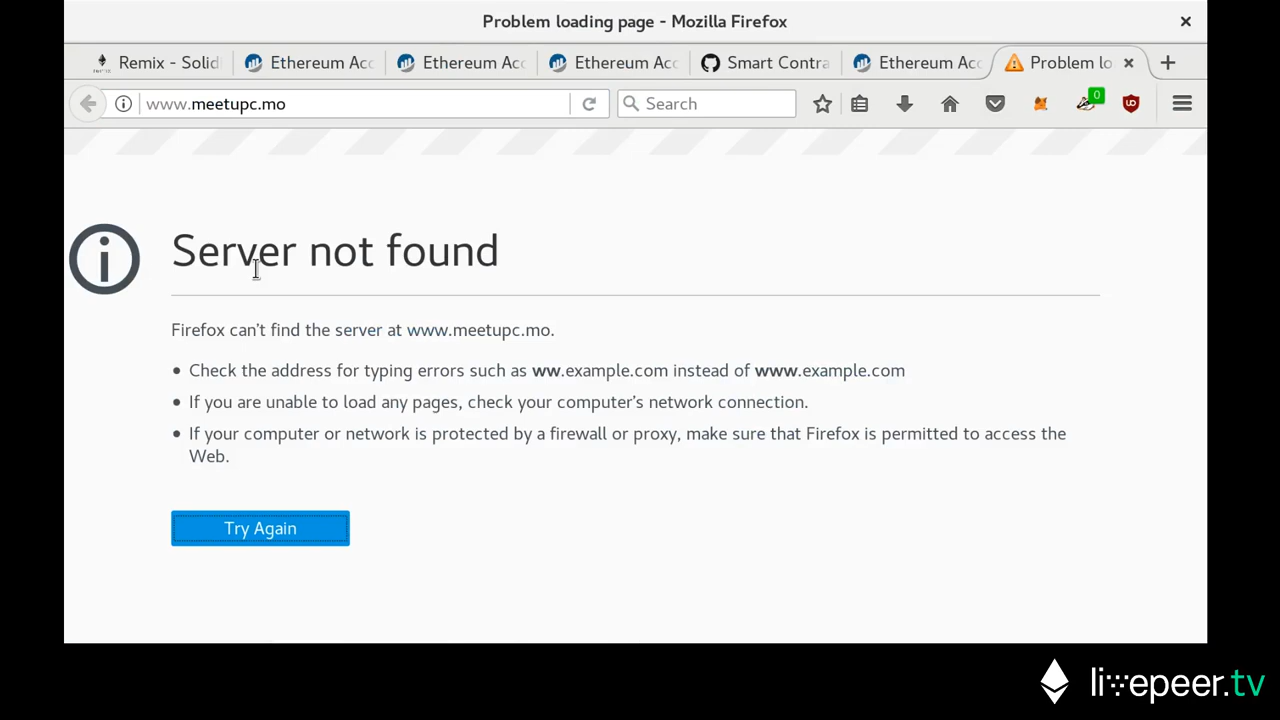 Problem loading page - Mozilla Firefox
Remix - Solid
Ethereum Acc
Ethereum Acc
Ethereum Acc
Smart Contra
Ethereum Acc
Problem lo
www.meetupc.mo
Search
0
Server not found
Firefox can't find the server at www.meetupc.mo.
Check the address for typing errors such as ww.example.com instead of www.example.com
If you are unable to load any pages, check your computer's network connection.
If your computer or network is protected by a firewall or proxy, make sure that Firefox is permitted to access the
Web.
Try Again
livepeer.tv